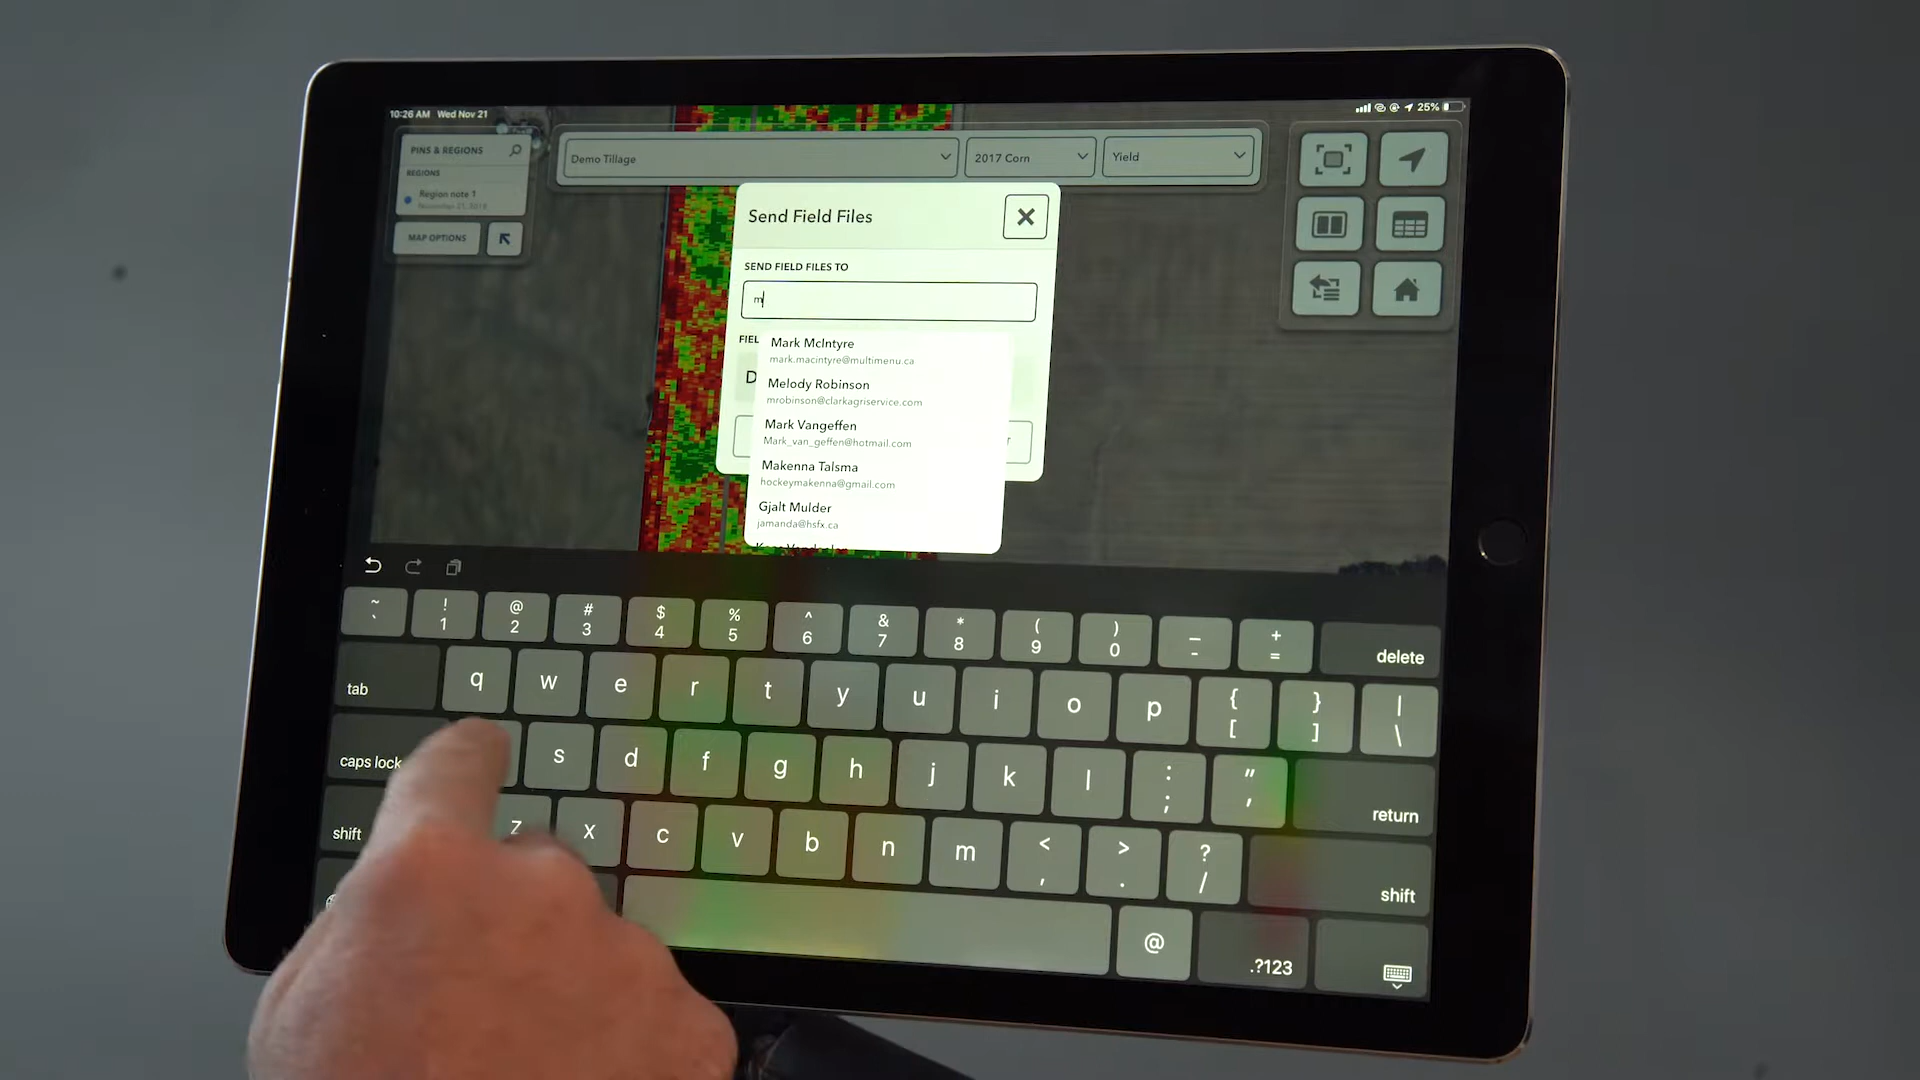 10:26 AM Wed Nov 21
25%
PINS & REGIONS
REGIONS
Region note 1
November 21, 2018
MAP OPTIONS
Demo Tillage
2017 Corn
Yield
Send Field Files
SEND FIELD FILES TO
m
FIEL
D
r
Mark McIntyre
mark.macintyre@multimenu.ca
Melody Robinson
mrobinson@clarkagriservice.com
Mark Vangeffen
Mark_van_geffen@hotmail.com
Makenna Talsma
hockeymakenna@gmail.com
Gjalt Mulder
jamanda@hsfx.ca
~ ! @ # $ % ^ & * ( ) _ +
` 1 2 3 4 5 6 7 8 9 0 - =
delete
tab q w e r t y u i o p { } |
[ ] \
caps lock s d f g h j k l : "
; '
return
shift z x c v b n m < > ?
, . /
shift
@ .?123